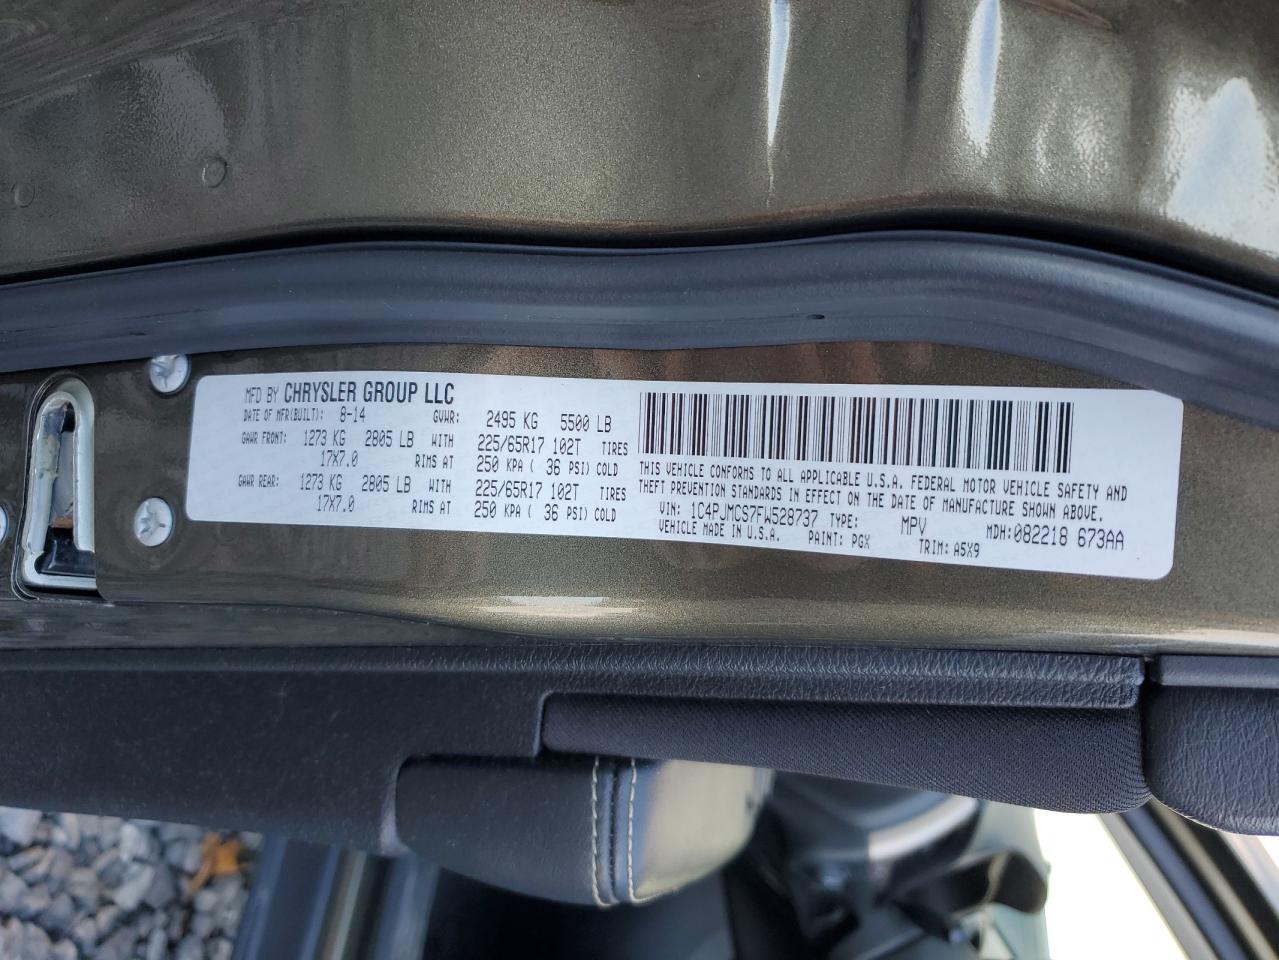 MFD BY CHRYSLER GROUP LLC
DATE OF MFR(BUILT): 8-14 GVWR: 2495 KG 5500 LB
GAWR FRONT: 1273 KG 2805 LB WITH 225/65R17 102T TIRES
17X7.0 RIMS AT 250 KPA ( 36 PSI) COLD
GAWR REAR: 1273 KG 2805 LB WITH 225/65R17 102T TIRES
17X7.0 RIMS AT 250 KPA ( 36 PSI) COLD
THIS VEHICLE CONFORMS TO ALL APPLICABLE U.S.A. FEDERAL MOTOR VEHICLE SAFETY AND
THEFT PREVENTION STANDARDS IN EFFECT ON THE DATE OF MANUFACTURE SHOWN ABOVE.
VIN: 1C4PJMCS7FW528737 TYPE: MPV MDH:082218 673AA
VEHICLE MADE IN U.S.A. PAINT: PGX TRIM: A5X9